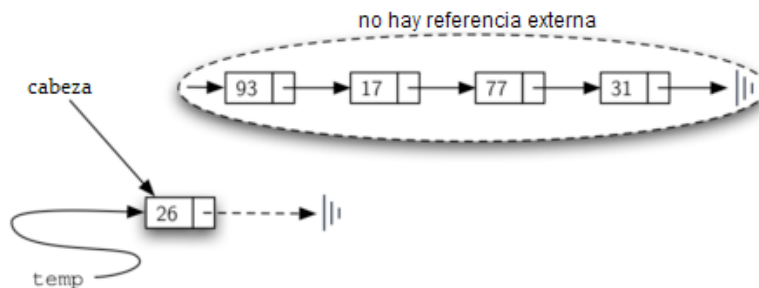 no hay referencia externa
93 17 77 31
cabeza
26
temp